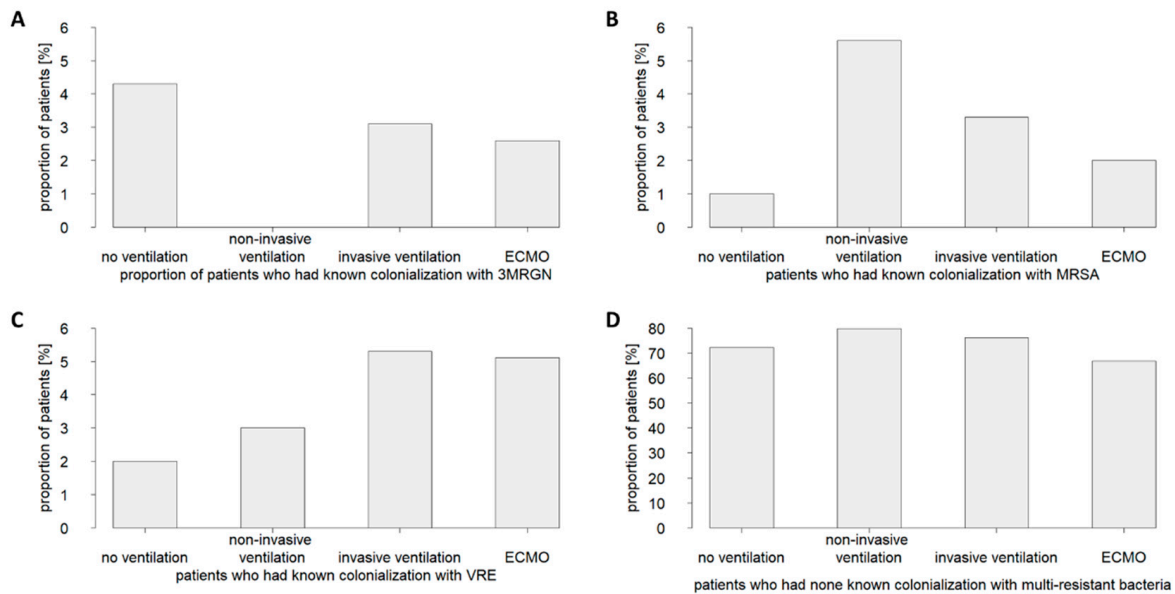 A
proportion of patients [%]
6
5
4
3
2
1
0
no ventilation
non-invasive
ventilation
invasive ventilation
ECMO
proportion of patients who had known colonialization with 3MRGN
B
proportion of patients [%]
6
5
4
3
2
1
0
no ventilation
non-invasive
ventilation
invasive ventilation
ECMO
patients who had known colonialization with MRSA
C
proportion of patients [%]
6
5
4
3
2
1
0
no ventilation
non-invasive
ventilation
invasive ventilation
ECMO
patients who had known colonialization with VRE
D
proportion of patients [%]
80
70
60
50
40
30
20
10
0
no ventilation
non-invasive
ventilation
invasive ventilation
ECMO
patients who had none known colonialization with multi-resistant bacteria